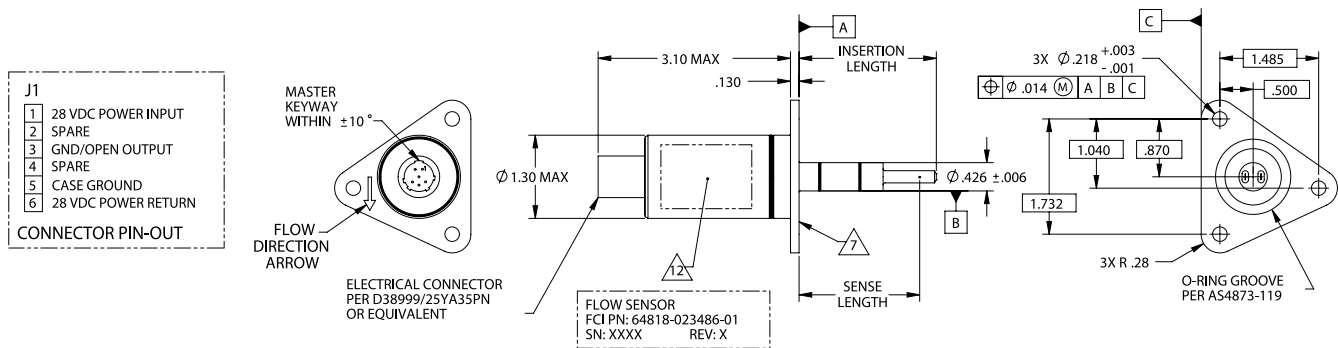 J1
1 28 VDC POWER INPUT
2 SPARE
3 GND/OPEN OUTPUT
4 SPARE
5 CASE GROUND
6 28 VDC POWER RETURN
CONNECTOR PIN-OUT
MASTER
KEYWAY
WITHIN ±10°
FLOW
DIRECTION
ARROW
3.10 MAX
.130
A
INSERTION
LENGTH
Ø 1.30 MAX
Ø .426 ±.006
B
7
12
SENSE
LENGTH
ELECTRICAL CONNECTOR
PER D38999/25YA35PN
OR EQUIVALENT
FLOW SENSOR
FCI PN: 64818-023486-01
SN: XXXX REV: X
C
3X Ø .218 +.003
- .001
⌖ Ø .014 Ⓜ A B C
1.485
.500
1.040
.870
1.732
3X R .28
O-RING GROOVE
PER AS4873-119